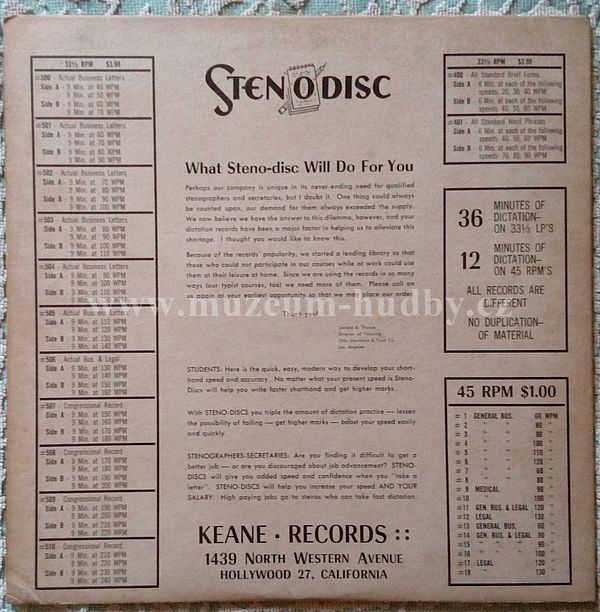 33⅓ RPM $3.98
=500 - Actual Business Letters
Side A - 9 Min. at 40 WPM
9 Min. at 50 WPM
Side B - 9 Min. at 60 WPM
9 Min. at 70 WPM
=501 - Actual Business Letters
Side A - 9 Min. at 60 WPM
9 Min. at 70 WPM
Side B - 9 Min. at 80 WPM
9 Min. at 90 WPM
=502 - Actual Business Letters
Side A - 9 Min. at 70 WPM
9 Min. at 80 WPM
Side B - 9 Min. at 90 WPM
9 Min. at 100 WPM
=503 - Actual Business Letters
Side A - 9 Min. at 80 WPM
9 Min. at 90 WPM
Side B - 9 Min. at 100 WPM
9 Min. at 110 WPM
=504 - Actual Business Letters
Side A - 9 Min. at 90 WPM
9 Min. at 100 WPM
Side B - 9 Min. at 110 WPM
9 Min. at 120 WPM
=505 - Actual Business Letters
Side A - 9 Min. at 110 WPM
9 Min. at 120 WPM
Side B - 9 Min. at 130 WPM
9 Min. at 140 WPM
=506 - Actual Bus. & Legal
Side A - 9 Min. at 130 WPM
9 Min. at 140 WPM
Side B - 9 Min. at 150 WPM
9 Min. at 160 WPM
=507 - Congressional Record
Side A - 9 Min. at 150 WPM
9 Min. at 160 WPM
Side B - 9 Min. at 170 WPM
9 Min. at 180 WPM
=508 - Congressional Record
Side A - 9 Min. at 170 WPM
9 Min. at 180 WPM
Side B - 9 Min. at 190 WPM
9 Min. at 200 WPM
=509 - Congressional Record
Side A - 9 Min. at 190 WPM
9 Min. at 200 WPM
Side B - 9 Min. at 210 WPM
9 Min. at 220 WPM
=510 - Congressional Record
Side A - 9 Min. at 210 WPM
9 Min. at 220 WPM
Side B - 9 Min. at 230 WPM
9 Min. at 240 WPM
STENODISC
What Steno-disc Will Do For You
Perhaps our company is unique in its never-ending need for qualified
stenographers and secretaries, but I doubt it. One thing could always
be counted upon, our demand for them always exceeded the supply.
We now believe we have the answer to this dilemma, however, and your
dictation records have been a major factor in helping us to alleviate this
shortage. I thought you would like to know this.
Because of the records' popularity, we started a lending library so that
those who could not participate in our courses while at work could use
them at their leisure at home. Since we are using the records in so many
ways (our typist courses, too) we need more of them. Please call on
us again at your earliest opportunity so that we may place our order.
Thank you!
Director of Training
Title Insurance & Trust Co.
Los Angeles
STUDENTS: Here is the quick, easy, modern way to develop your short-
hand speed and accuracy. No matter what your present speed is Steno-
Discs will help you write faster shorthand and get higher marks.
With STENO-DISCS you triple the amount of dictation practice — lessen
the possibility of failing — get higher marks — boost your speed easily
and quickly.
STENOGRAPHERS-SECRETARIES: Are you finding it difficult to get a
better job — or are you discouraged about job advancement? STENO-
DISCS will give you added speed and confidence when you "take a
letter". STENO-DISCS will help you increase your speed AND YOUR
SALARY. High paying jobs go to stenos who can take fast dictation.
KEANE · RECORDS ::
1439 NORTH WESTERN AVENUE
HOLLYWOOD 27, CALIFORNIA
33⅓ RPM $3.98
=400 - All Standard Brief Forms
Side A - 6 Min. at each of the following
speeds: 20, 30, 40 WPM
Side B - 6 Min. at each of the following
speeds: 50, 60, 70 WPM
=401 - All Standard Word Phrases
Side A - 6 Min. at each of the following
speeds: 40, 50, 60 WPM
Side B - 6 Min. at each of the following
speeds: 70, 80, 90 WPM
36 MINUTES OF
DICTATION—
ON 33⅓ LP'S
12 MINUTES OF
DICTATION—
ON 45 RPM'S
ALL RECORDS ARE
DIFFERENT
NO DUPLICATION—
OF MATERIAL
45 RPM $1.00
= 1 GENERAL BUS. 60 WPM
= 2 " " 80 "
= 3 " " 90 "
= 4 " " 100 "
= 5 " " 110 "
= 6 " " 120 "
= 7 " " 60 "
= 8 " " 80 "
= 9 MEDICAL 90 "
=10 " 100 "
=11 GEN. BUS. & LEGAL 120 "
=12 LEGAL 130 "
=13 GENERAL BUS. 60 "
=14 GEN. BUS. & LEGAL 80 "
=15 " " " " 90 "
=16 " " " " 100 "
=17 LEGAL 110 "
=18 " 120 "
www.muzeum-hudby.cz